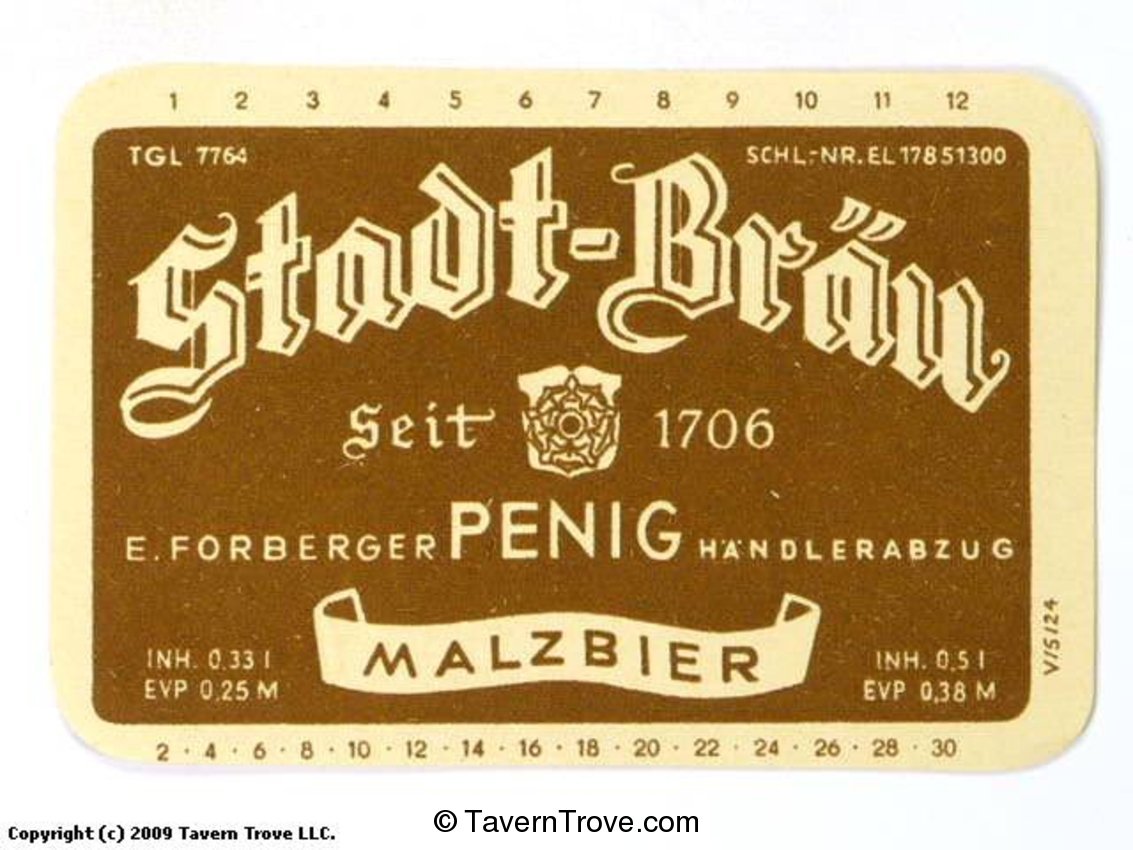 1 2 3 4 5 6 7 8 9 10 11 12
TGL 7764
SCHL.-NR. EL 17851300
Stadt-Bräu
Seit 1706
E. FORBERGER PENIG HÄNDLERABZUG
MALZBIER
INH. 0,33 l
EVP 0,25 M
INH. 0,5 l
EVP 0,38 M
V/5/24
2 · 4 · 6 · 8 · 10 · 12 · 14 · 16 · 18 · 20 · 22 · 24 · 26 · 28 · 30
© TavernTrove.com
Copyright (c) 2009 Tavern Trove LLC.